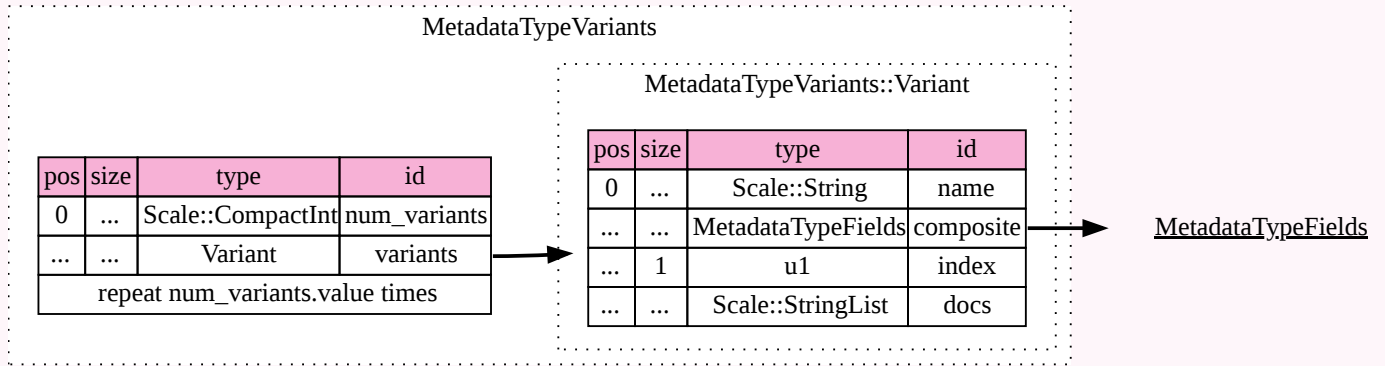 MetadataTypeVariants
MetadataTypeVariants::Variant
pos size type id
0 ... Scale::CompactInt num_variants
... ... Variant variants
repeat num_variants.value times
pos size type id
0 ... Scale::String name
... ... MetadataTypeFields composite
... 1 u1 index
... ... Scale::StringList docs
MetadataTypeFields